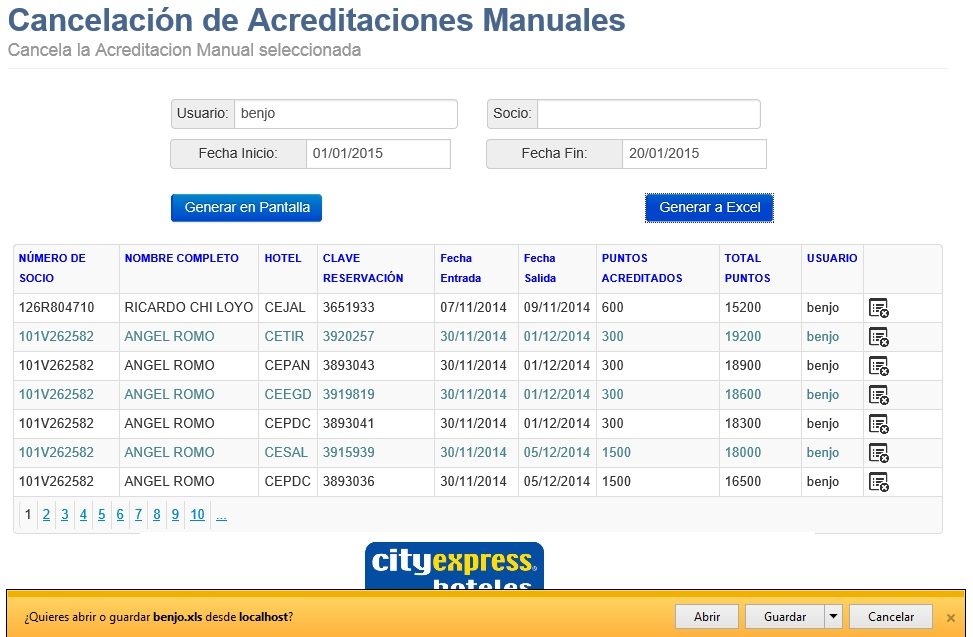 Cancelación de Acreditaciones Manuales
Cancela la Acreditacion Manual seleccionada
Usuario: benjo Socio:
Fecha Inicio: 01/01/2015 Fecha Fin: 20/01/2015
Generar en Pantalla Generar a Excel
NÚMERO DE SOCIO NOMBRE COMPLETO HOTEL CLAVE RESERVACIÓN Fecha Entrada Fecha Salida PUNTOS ACREDITADOS TOTAL PUNTOS USUARIO
126R804710 RICARDO CHI LOYO CEJAL 3651933 07/11/2014 09/11/2014 600 15200 benjo
101V262582 ANGEL ROMO CETIR 3920257 30/11/2014 01/12/2014 300 19200 benjo
101V262582 ANGEL ROMO CEPAN 3893043 30/11/2014 01/12/2014 300 18900 benjo
101V262582 ANGEL ROMO CEEGD 3919819 30/11/2014 01/12/2014 300 18600 benjo
101V262582 ANGEL ROMO CEPDC 3893041 30/11/2014 01/12/2014 300 18300 benjo
101V262582 ANGEL ROMO CESAL 3915939 30/11/2014 05/12/2014 1500 18000 benjo
101V262582 ANGEL ROMO CEPDC 3893036 30/11/2014 05/12/2014 1500 16500 benjo
1 2 3 4 5 6 7 8 9 10 ...
cityexpress
hoteles
¿Quieres abrir o guardar benjo.xls desde localhost? Abrir Guardar Cancelar